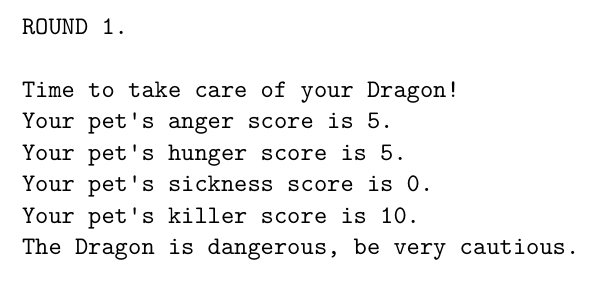 ROUND 1.
Time to take care of your Dragon!
Your pet's anger score is 5.
Your pet's hunger score is 5.
Your pet's sickness score is 0.
Your pet's killer score is 10.
The Dragon is dangerous, be very cautious.